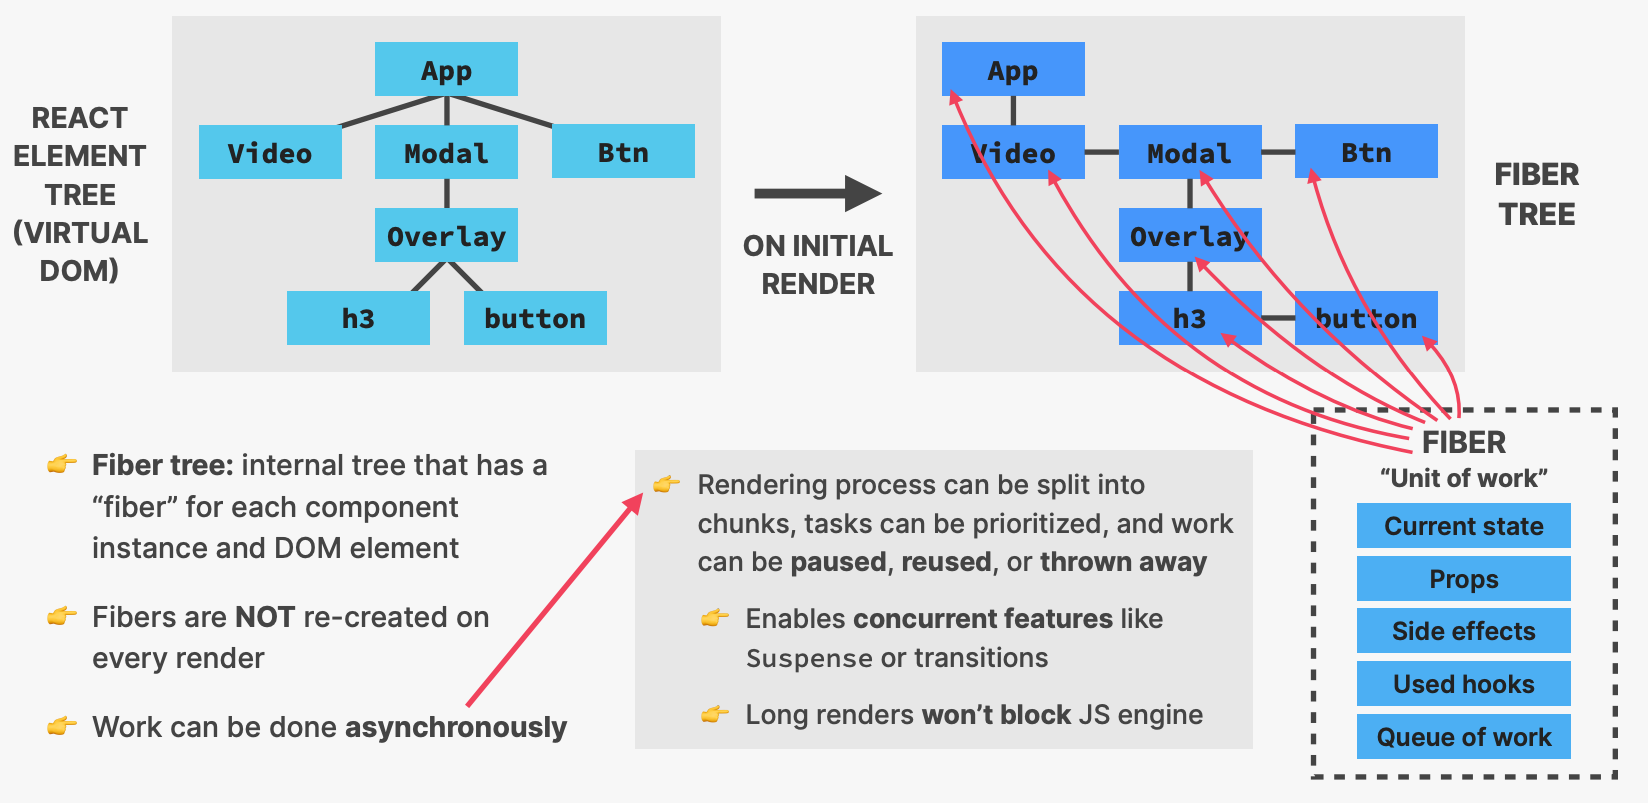 REACT
ELEMENT
TREE
(VIRTUAL
DOM)
App
Video
Modal
Btn
Overlay
h3
button
ON INITIAL
RENDER
App
Video
Modal
Btn
Overlay
h3
button
FIBER
TREE
👉 Fiber tree: internal tree that has a
“fiber” for each component
instance and DOM element
👉 Fibers are NOT re-created on
every render
👉 Work can be done asynchronously
👉 Rendering process can be split into
chunks, tasks can be prioritized, and work
can be paused, reused, or thrown away
👉 Enables concurrent features like
Suspense or transitions
👉 Long renders won’t block JS engine
FIBER
“Unit of work”
Current state
Props
Side effects
Used hooks
Queue of work